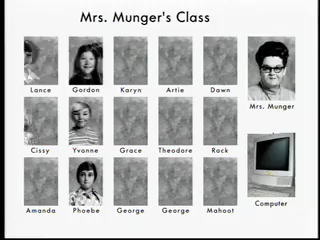 Mrs. Munger's Class
Lance Gordon Karyn Artie Dawn
Mrs. Munger
Cissy Yvonne Grace Theodore Rock
Amanda Phoebe George George Mahoot
Computer